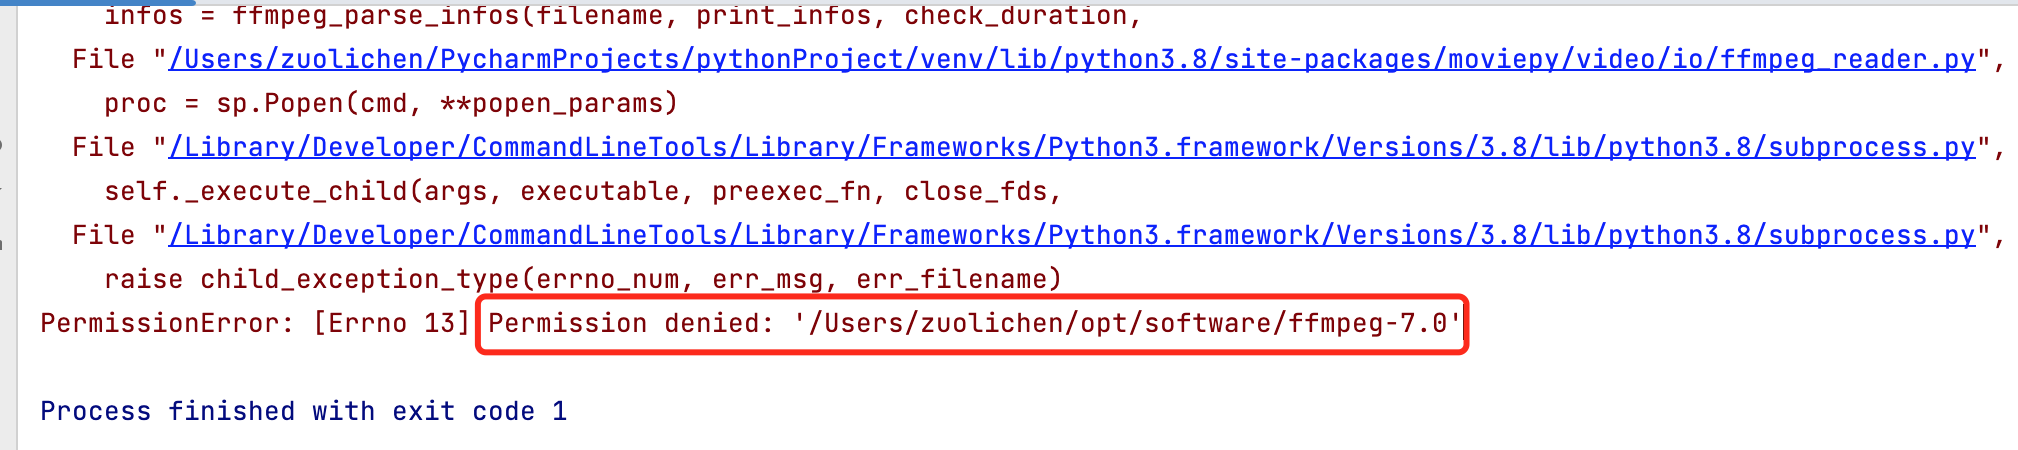 infos = ffmpeg_parse_infos(filename, print_infos, check_duration,
File "/Users/zuolichen/PycharmProjects/pythonProject/venv/lib/python3.8/site-packages/moviepy/video/io/ffmpeg_reader.py",
proc = sp.Popen(cmd, **popen_params)
File "/Library/Developer/CommandLineTools/Library/Frameworks/Python3.framework/Versions/3.8/lib/python3.8/subprocess.py",
self._execute_child(args, executable, preexec_fn, close_fds,
File "/Library/Developer/CommandLineTools/Library/Frameworks/Python3.framework/Versions/3.8/lib/python3.8/subprocess.py",
raise child_exception_type(errno_num, err_msg, err_filename)
PermissionError: [Errno 13] Permission denied: '/Users/zuolichen/opt/software/ffmpeg-7.0'
Process finished with exit code 1